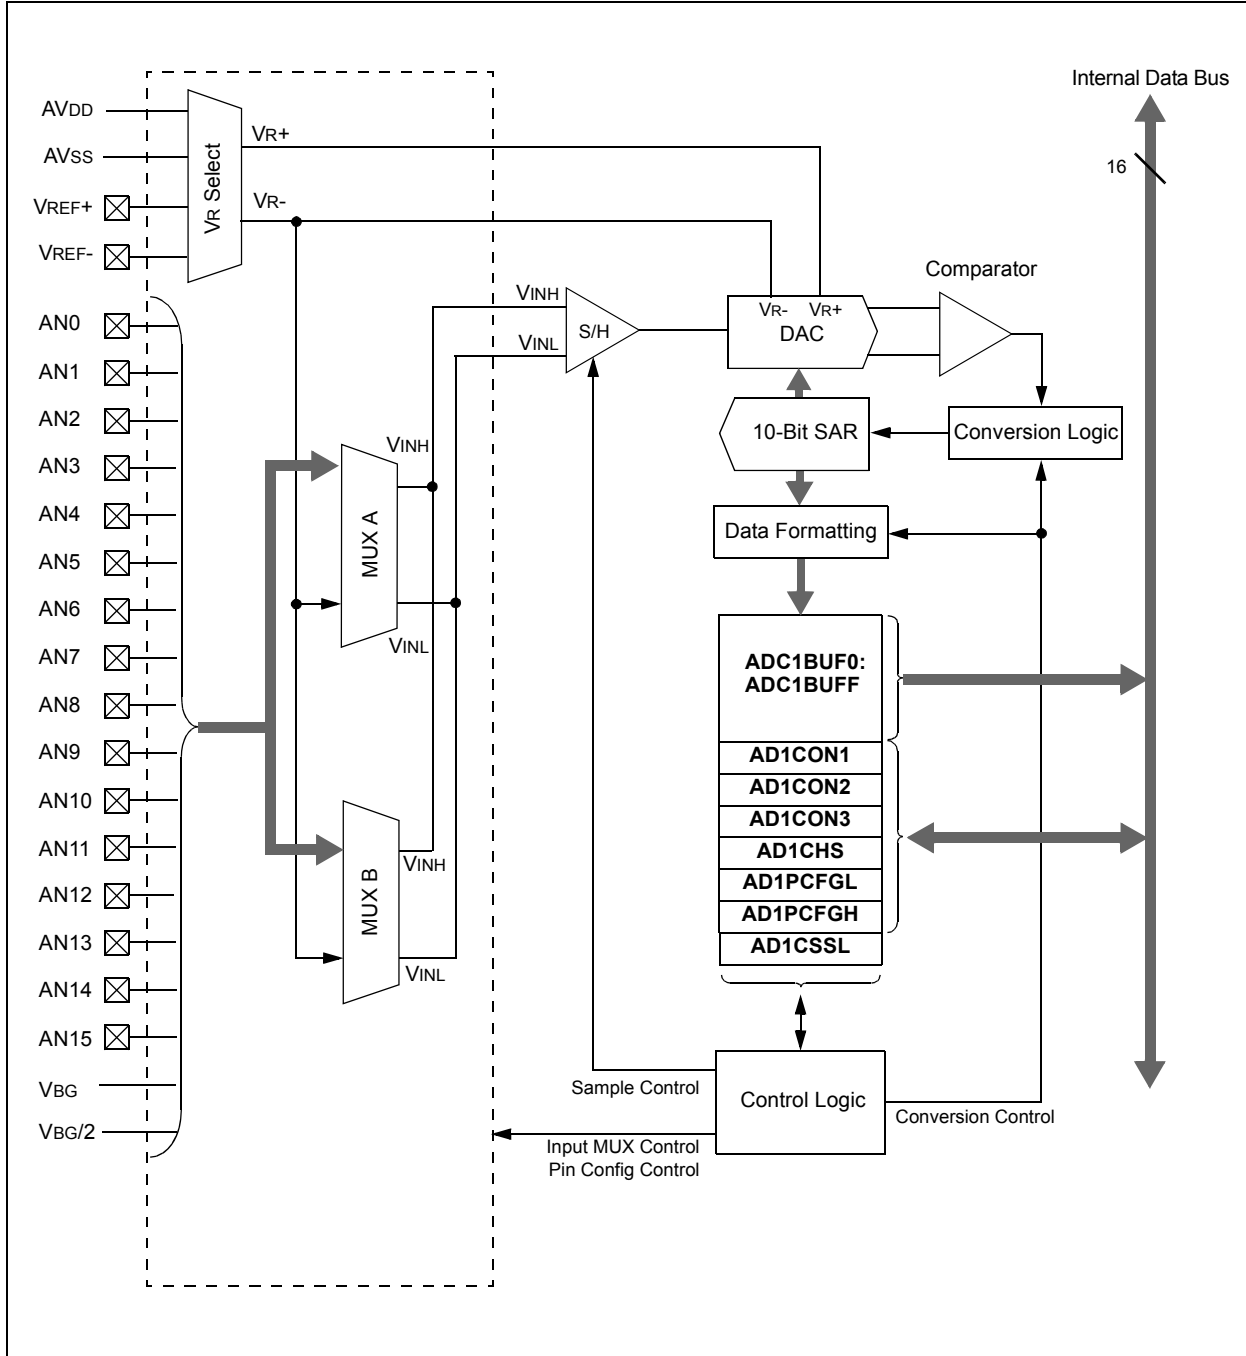 Internal Data Bus
AVDD
AVSS
VREF+
VREF-
VR Select
VR+
VR-
16
Comparator
AN0
AN1
AN2
AN3
AN4
AN5
AN6
AN7
AN8
AN9
AN10
AN11
AN12
AN13
AN14
AN15
VBG
VBG/2
VINH
VINL
S/H
VR- VR+
DAC
VINH
MUX A
VINL
10-Bit SAR
Conversion Logic
Data Formatting
ADC1BUF0:
ADC1BUFF
AD1CON1
AD1CON2
AD1CON3
AD1CHS
AD1PCFGL
AD1PCFGH
AD1CSSL
VINH
MUX B
VINL
Sample Control
Control Logic
Conversion Control
Input MUX Control
Pin Config Control